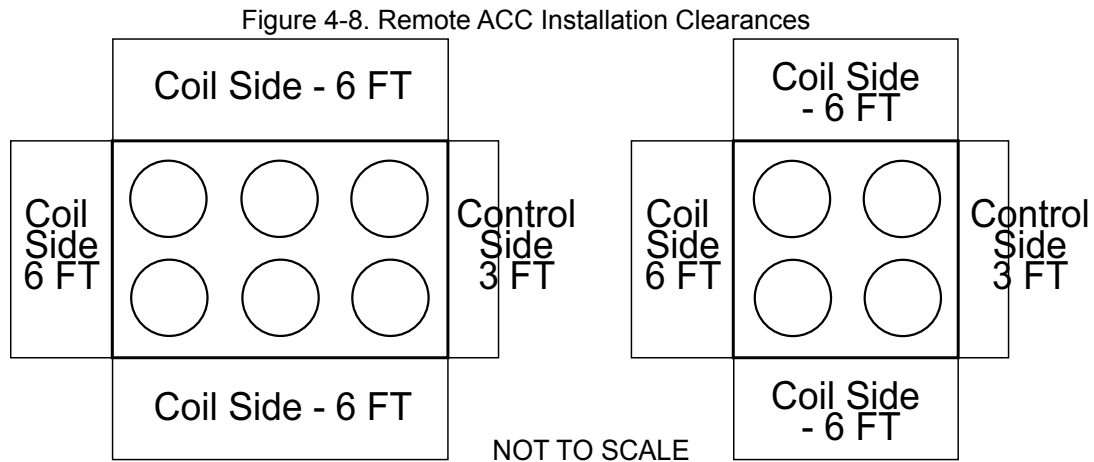 Figure 4-8. Remote ACC Installation Clearances
Coil Side - 6 FT
Coil
Side
6 FT
Control
Side
3 FT
Coil Side - 6 FT
Coil Side
- 6 FT
Coil
Side
6 FT
Control
Side
3 FT
Coil Side
- 6 FT
NOT TO SCALE